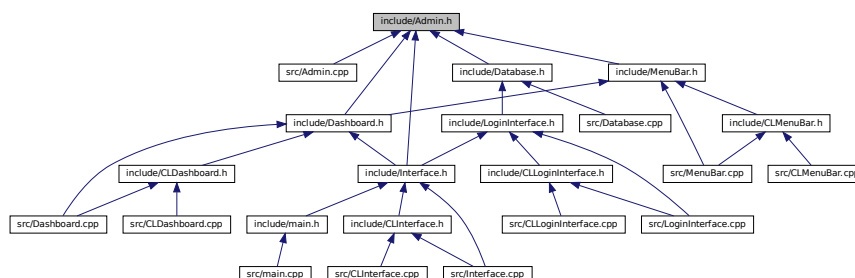 include/Admin.h
src/Admin.cpp
include/Database.h
include/MenuBar.h
include/Dashboard.h
include/LoginInterface.h
src/Database.cpp
include/CLMenuBar.h
include/CLDashboard.h
include/Interface.h
include/CLLoginInterface.h
src/MenuBar.cpp
src/CLMenuBar.cpp
src/Dashboard.cpp
src/CLDashboard.cpp
include/main.h
include/CLInterface.h
src/CLLoginInterface.cpp
src/LoginInterface.cpp
src/main.cpp
src/CLInterface.cpp
src/Interface.cpp